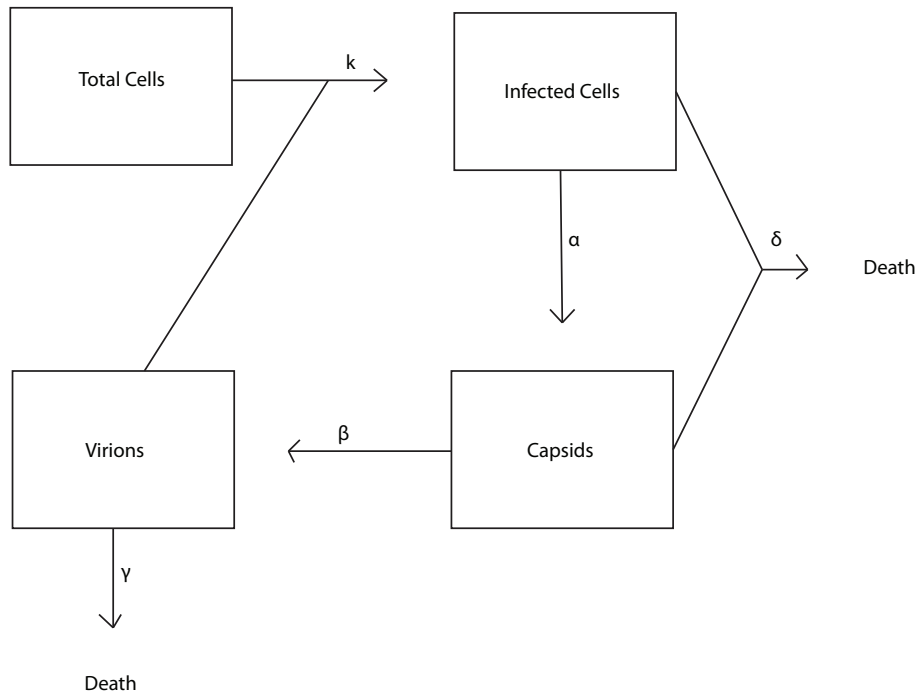 Total Cells
k
Infected Cells
α
δ
Death
Virions
β
Capsids
γ
Death